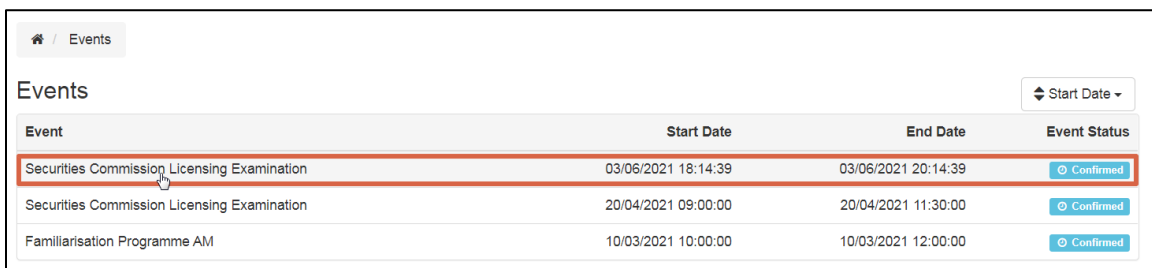 / Events
Events
Start Date
Event Start Date End Date Event Status
Securities Commission Licensing Examination 03/06/2021 18:14:39 03/06/2021 20:14:39 Confirmed
Securities Commission Licensing Examination 20/04/2021 09:00:00 20/04/2021 11:30:00 Confirmed
Familiarisation Programme AM 10/03/2021 10:00:00 10/03/2021 12:00:00 Confirmed